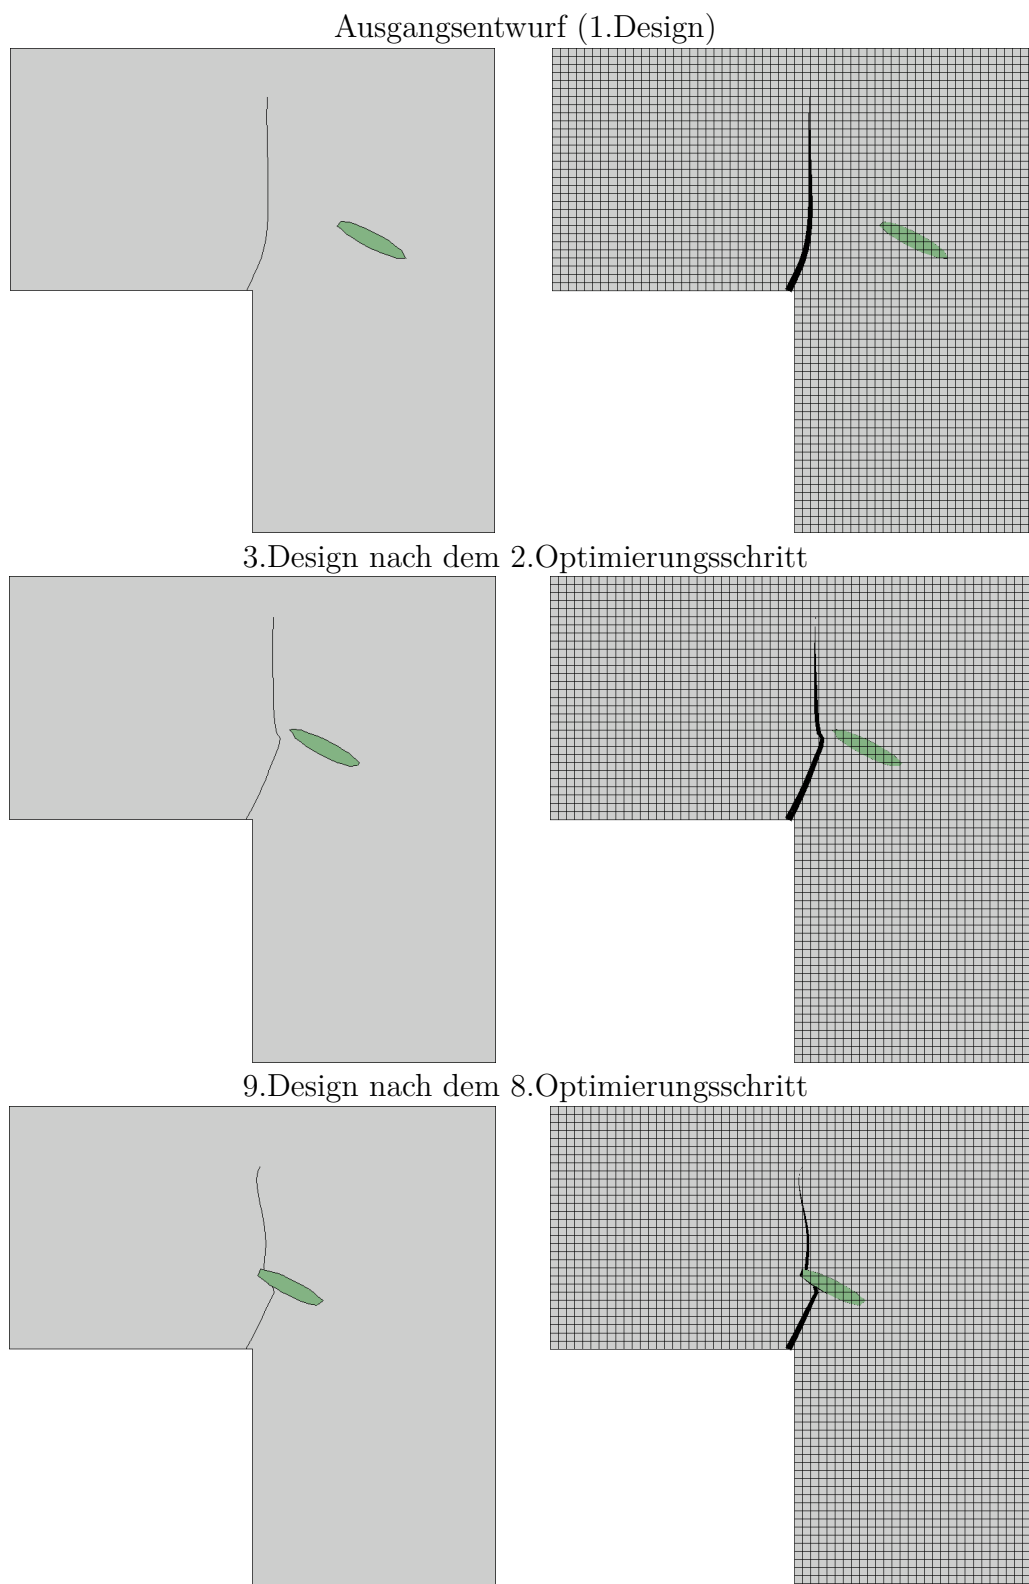 Ausgangsentwurf (1.Design)
3.Design nach dem 2.Optimierungsschritt
9.Design nach dem 8.Optimierungsschritt